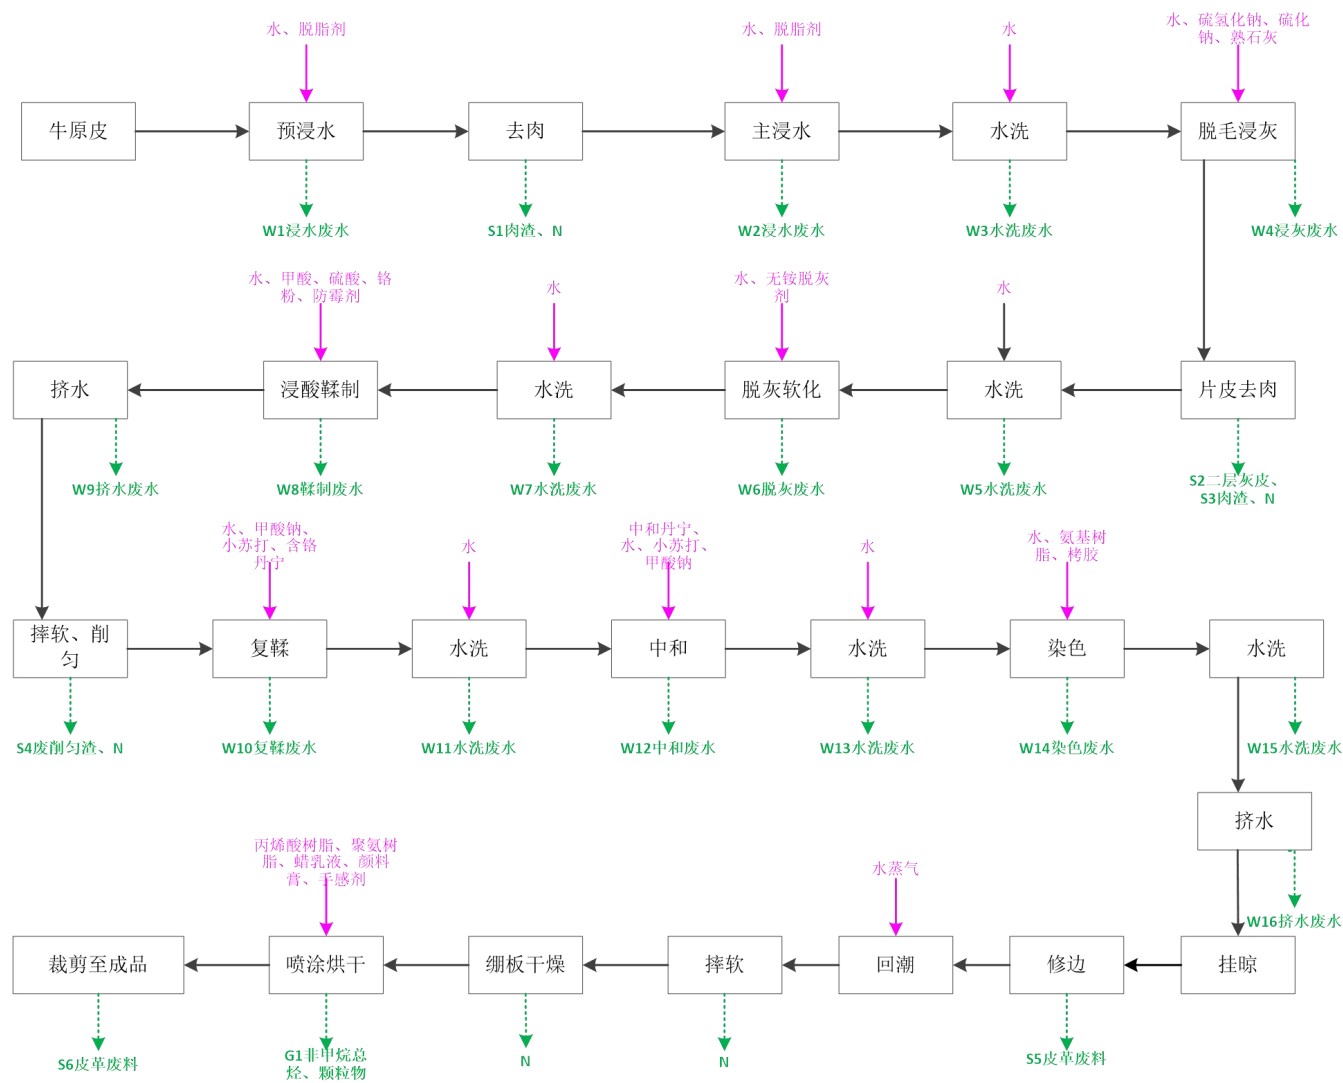 水、脱脂剂
水、脱脂剂
水
水、硫氢化钠、硫化
钠、熟石灰
牛原皮
预浸水
去肉
主浸水
水洗
脱毛浸灰
W1浸水废水
S1肉渣、N
W2浸水废水
W3水洗废水
W4浸灰废水
水、甲酸、硫酸、铬
粉、防霉剂
水
水、无铵脱灰
剂
水
挤水
浸酸鞣制
水洗
脱灰软化
水洗
片皮去肉
W9挤水废水
W8鞣制废水
W7水洗废水
W6脱灰废水
W5水洗废水
S2二层灰皮、
S3肉渣、N
水、甲酸钠、
小苏打、含铬
丹宁
水
中和丹宁、
水、小苏打、
甲酸钠
水
水、氨基树
脂、栲胶
摔软、削
匀
复鞣
水洗
中和
水洗
染色
水洗
S4废削匀渣、N
W10复鞣废水
W11水洗废水
W12中和废水
W13水洗废水
W14染色废水
W15水洗废水
挤水
W16挤水废水
丙烯酸树脂、聚氨树
脂、蜡乳液、颜料
膏、手感剂
水蒸气
裁剪至成品
喷涂烘干
绷板干燥
摔软
回潮
修边
挂晾
S6皮革废料
G1非甲烷总
烃、颗粒物
N
N
S5皮革废料